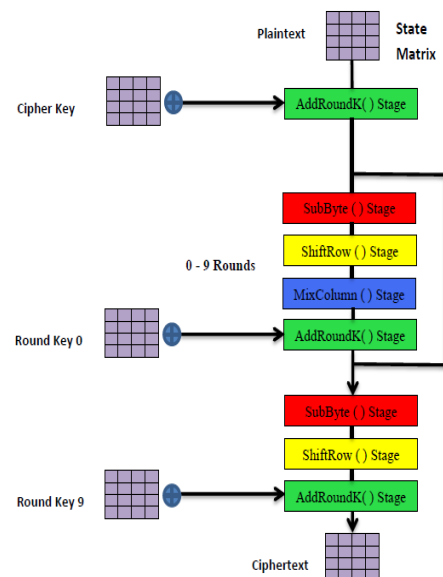 Plaintext
State
Matrix
Cipher Key
AddRoundK( ) Stage
SubByte ( ) Stage
ShiftRow ( ) Stage
0 - 9 Rounds
MixColumn ( ) Stage
Round Key 0
AddRoundK( ) Stage
SubByte ( ) Stage
ShiftRow ( ) Stage
Round Key 9
AddRoundK( ) Stage
Ciphertext